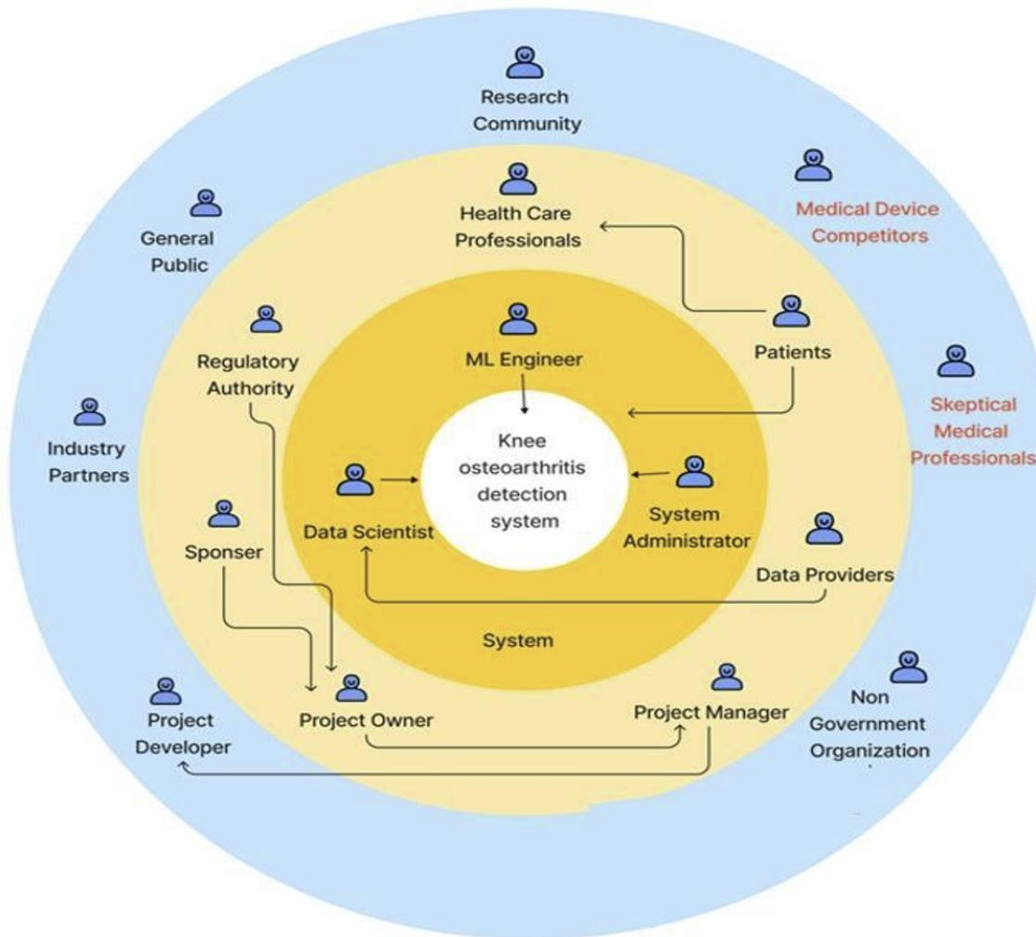 Research
Community
Health Care
Professionals
Medical Device
Competitors
General
Public
ML Engineer
Patients
Regulatory
Authority
Skeptical
Medical
Professionals
Industry
Partners
Knee
osteoarthritis
detection
system
Data Scientist
System
Administrator
Sponser
Data Providers
System
Project Owner
Project Manager
Project
Developer
Non
Government
Organization